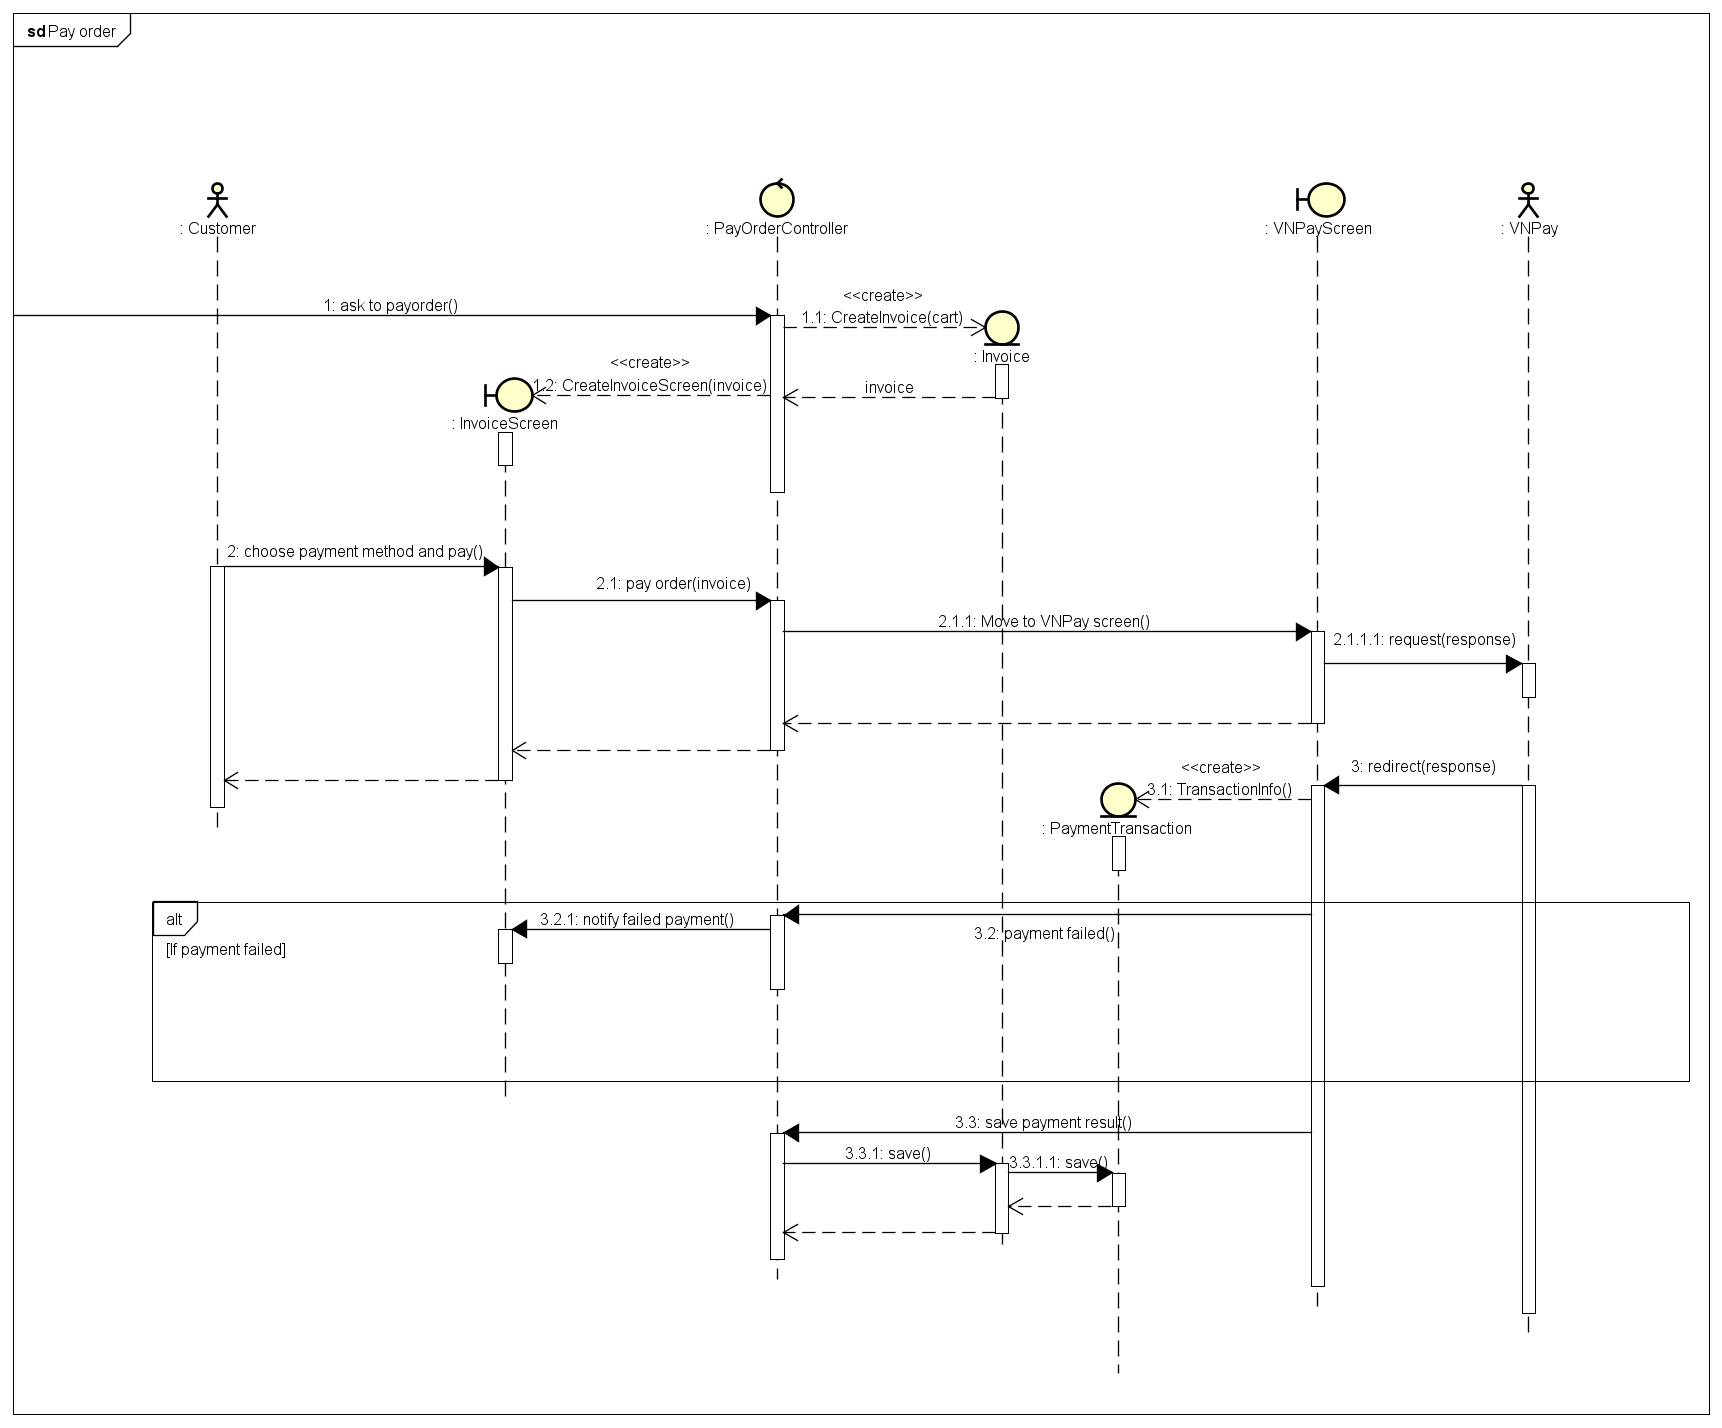 sd Pay order
: Customer
: PayOrderController
: VNPayScreen
: VNPay
1: ask to payorder()
<<create>>
1.1: CreateInvoice(cart)
: Invoice
<<create>>
1.2: CreateInvoiceScreen(invoice)
invoice
: InvoiceScreen
2: choose payment method and pay()
2.1: pay order(invoice)
2.1.1: Move to VNPay screen()
2.1.1.1: request(response)
<<create>>
3: redirect(response)
3.1: TransactionInfo()
: PaymentTransaction
alt
3.2.1: notify failed payment()
3.2: payment failed()
[If payment failed]
3.3: save payment result()
3.3.1: save()
3.3.1.1: save()